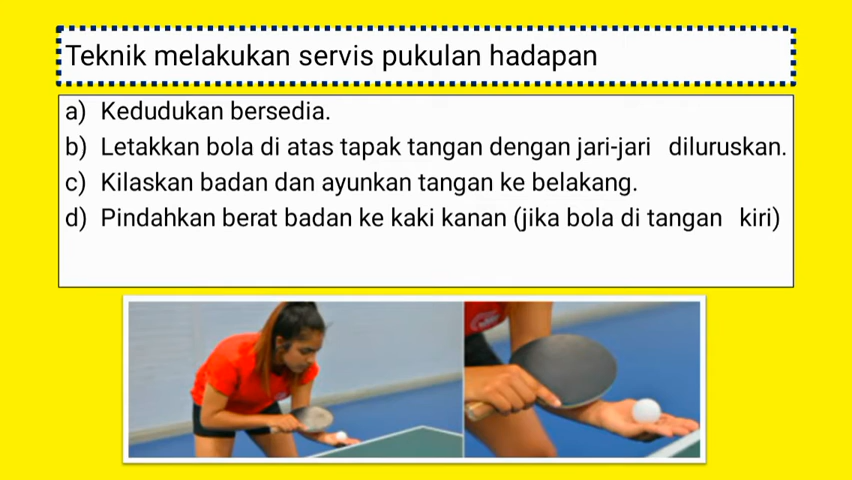 Teknik melakukan servis pukulan hadapan
a) Kedudukan bersedia.
b) Letakkan bola di atas tapak tangan dengan jari-jari diluruskan.
c) Kilaskan badan dan ayunkan tangan ke belakang.
d) Pindahkan berat badan ke kaki kanan (jika bola di tangan kiri)